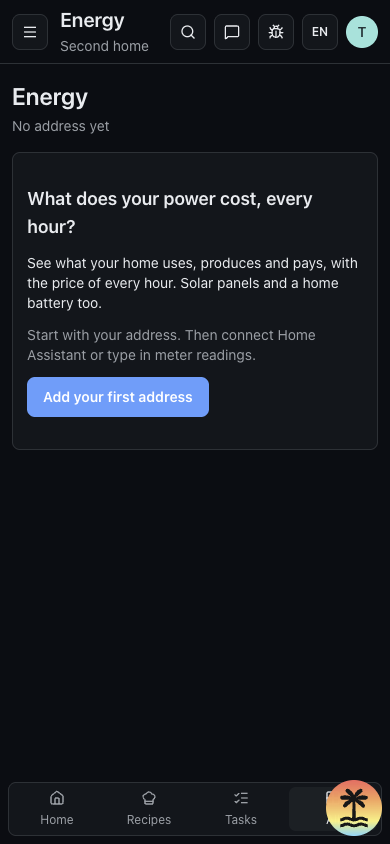 Energy
Second home
EN
T
Energy
No address yet
What does your power cost, every
hour?
See what your home uses, produces and pays, with
the price of every hour. Solar panels and a home
battery too.
Start with your address. Then connect Home
Assistant or type in meter readings.
Add your first address
Home
Recipes
Tasks